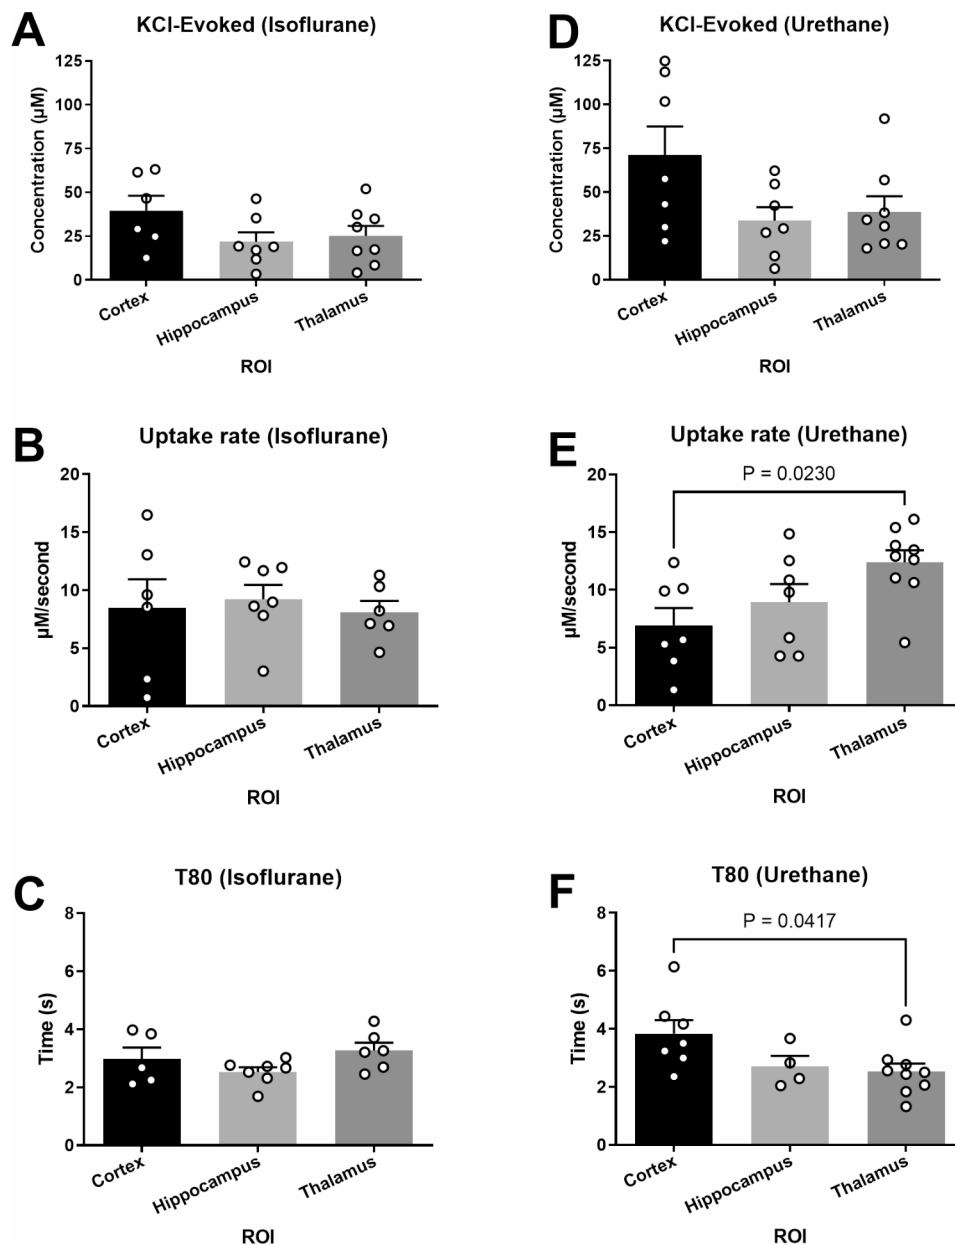 A
KCl-Evoked (Isoflurane)
Concentration (µM)
125
100
75
50
25
0
Cortex
Hippocampus
Thalamus
ROI
D
KCl-Evoked (Urethane)
Concentration (µM)
125
100
75
50
25
0
Cortex
Hippocampus
Thalamus
ROI
B
Uptake rate (Isoflurane)
µM/second
20
15
10
5
0
Cortex
Hippocampus
Thalamus
ROI
E
Uptake rate (Urethane)
P = 0.0230
µM/second
20
15
10
5
0
Cortex
Hippocampus
Thalamus
ROI
C
T80 (Isoflurane)
Time (s)
8
6
4
2
0
Cortex
Hippocampus
Thalamus
ROI
F
T80 (Urethane)
P = 0.0417
Time (s)
8
6
4
2
0
Cortex
Hippocampus
Thalamus
ROI